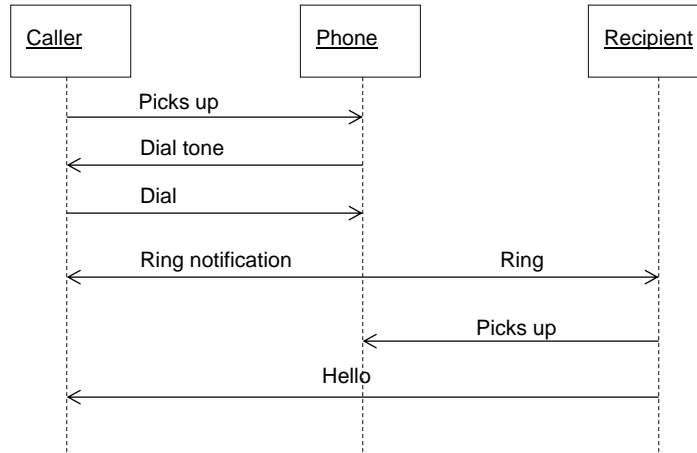 Caller
Phone
Recipient
Picks up
Dial tone
Dial
Ring notification
Ring
Picks up
Hello